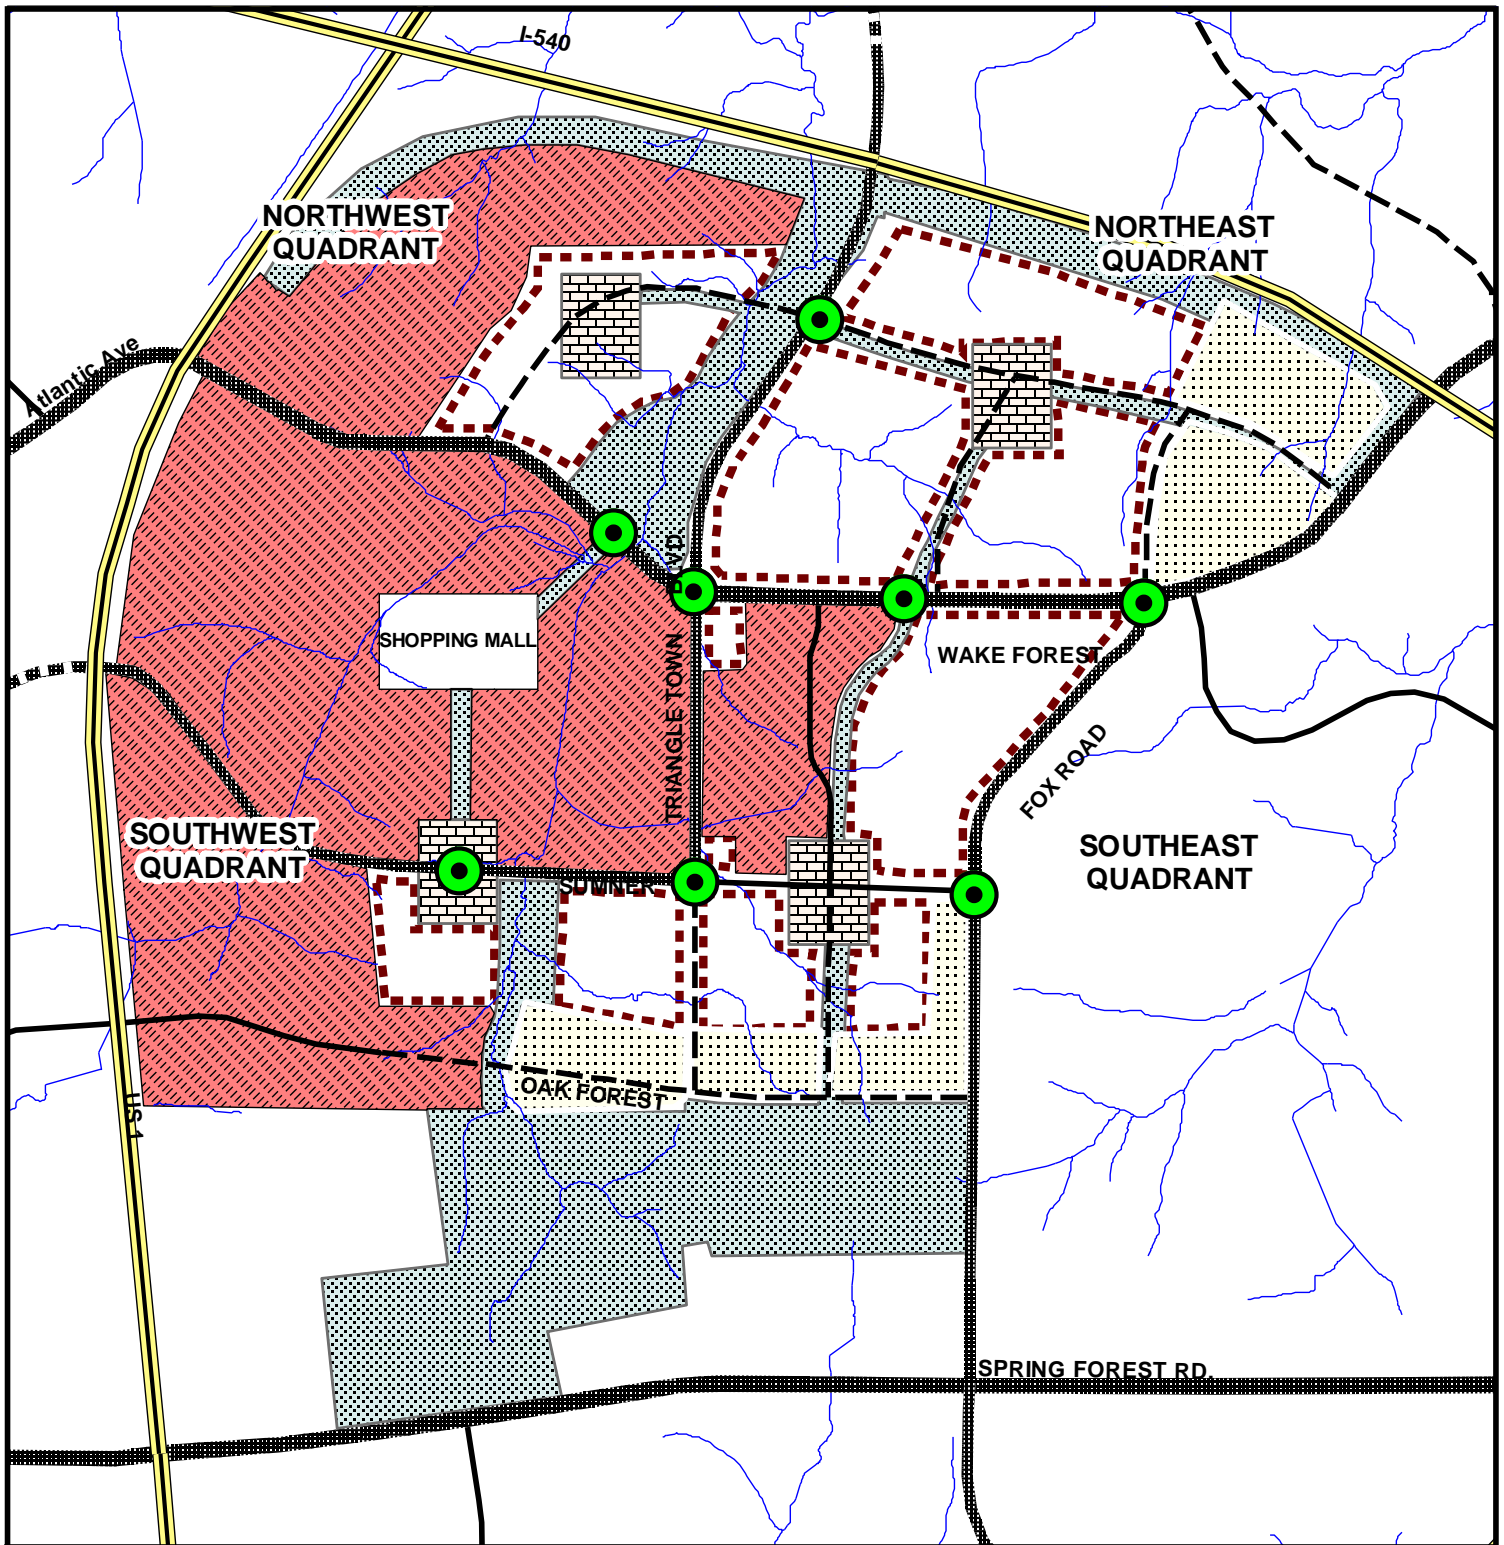 I-540
NORTHWEST
QUADRANT
NORTHEAST
QUADRANT
Atlantic Ave
BLVD.
SHOPPING MALL
WAKE FOREST
TRIANGLE TOWN
FOX ROAD
SOUTHWEST
QUADRANT
SOUTHEAST
QUADRANT
SUMNER
OAK FOREST
US 1
SPRING FOREST RD.